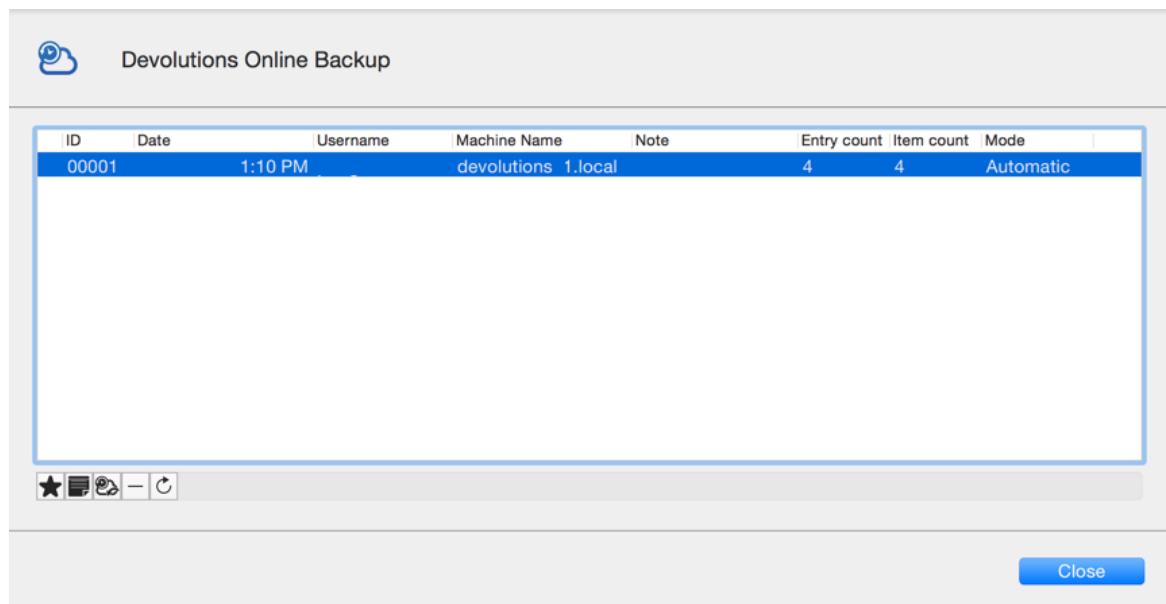 Devolutions Online Backup
ID Date Username Machine Name Note Entry count Item count Mode
00001 1:10 PM devolutions 1.local 4 4 Automatic
Close